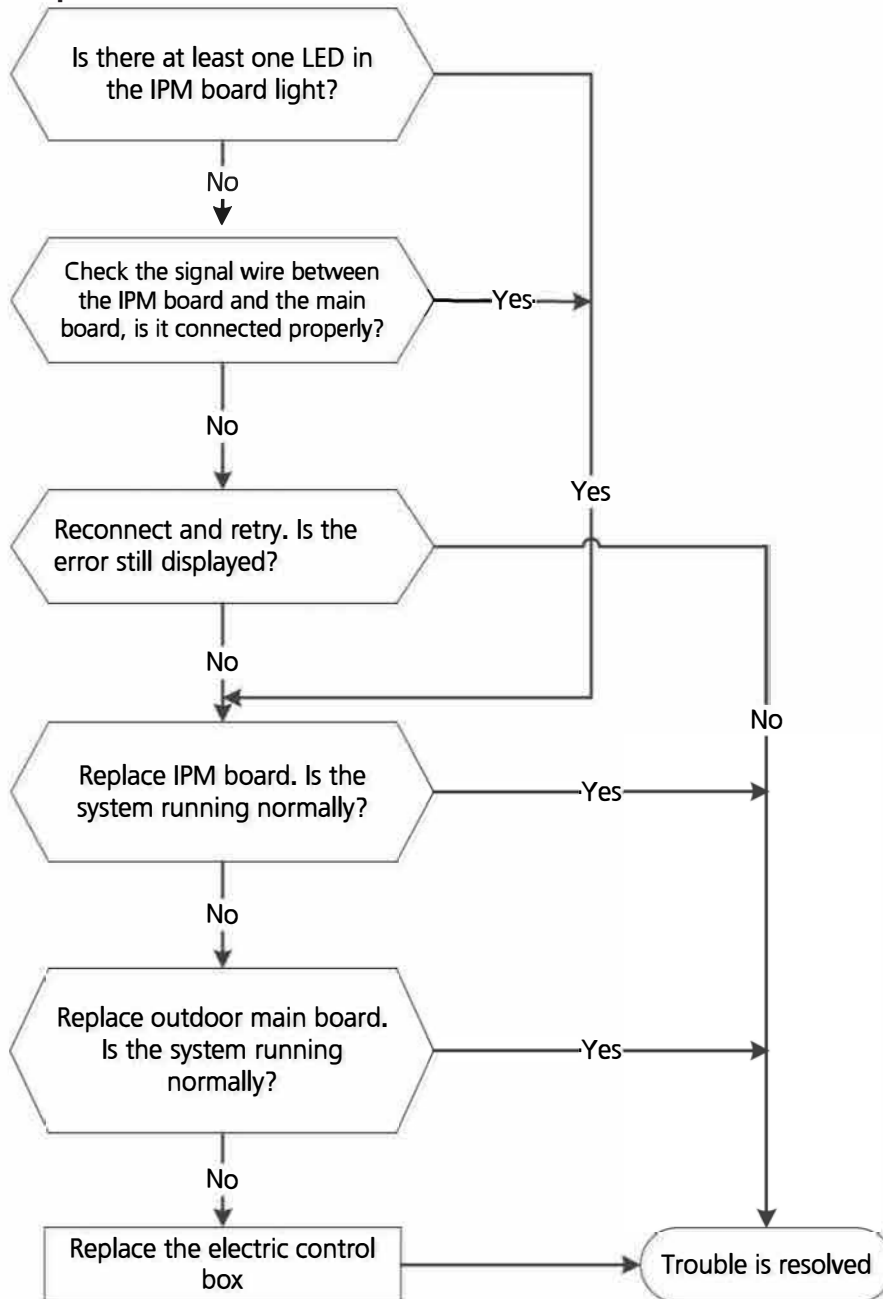 Is there at least one LED in
the IPM board light?
No
Check the signal wire between
the IPM board and the main
board, is it connected properly?
Yes
No
Yes
Reconnect and retry. Is the
error still displayed?
No
No
Replace IPM board. Is the
system running normally?
Yes
No
Replace outdoor main board.
Is the system running
normally?
Yes
No
Replace the electric control
box
Trouble is resolved